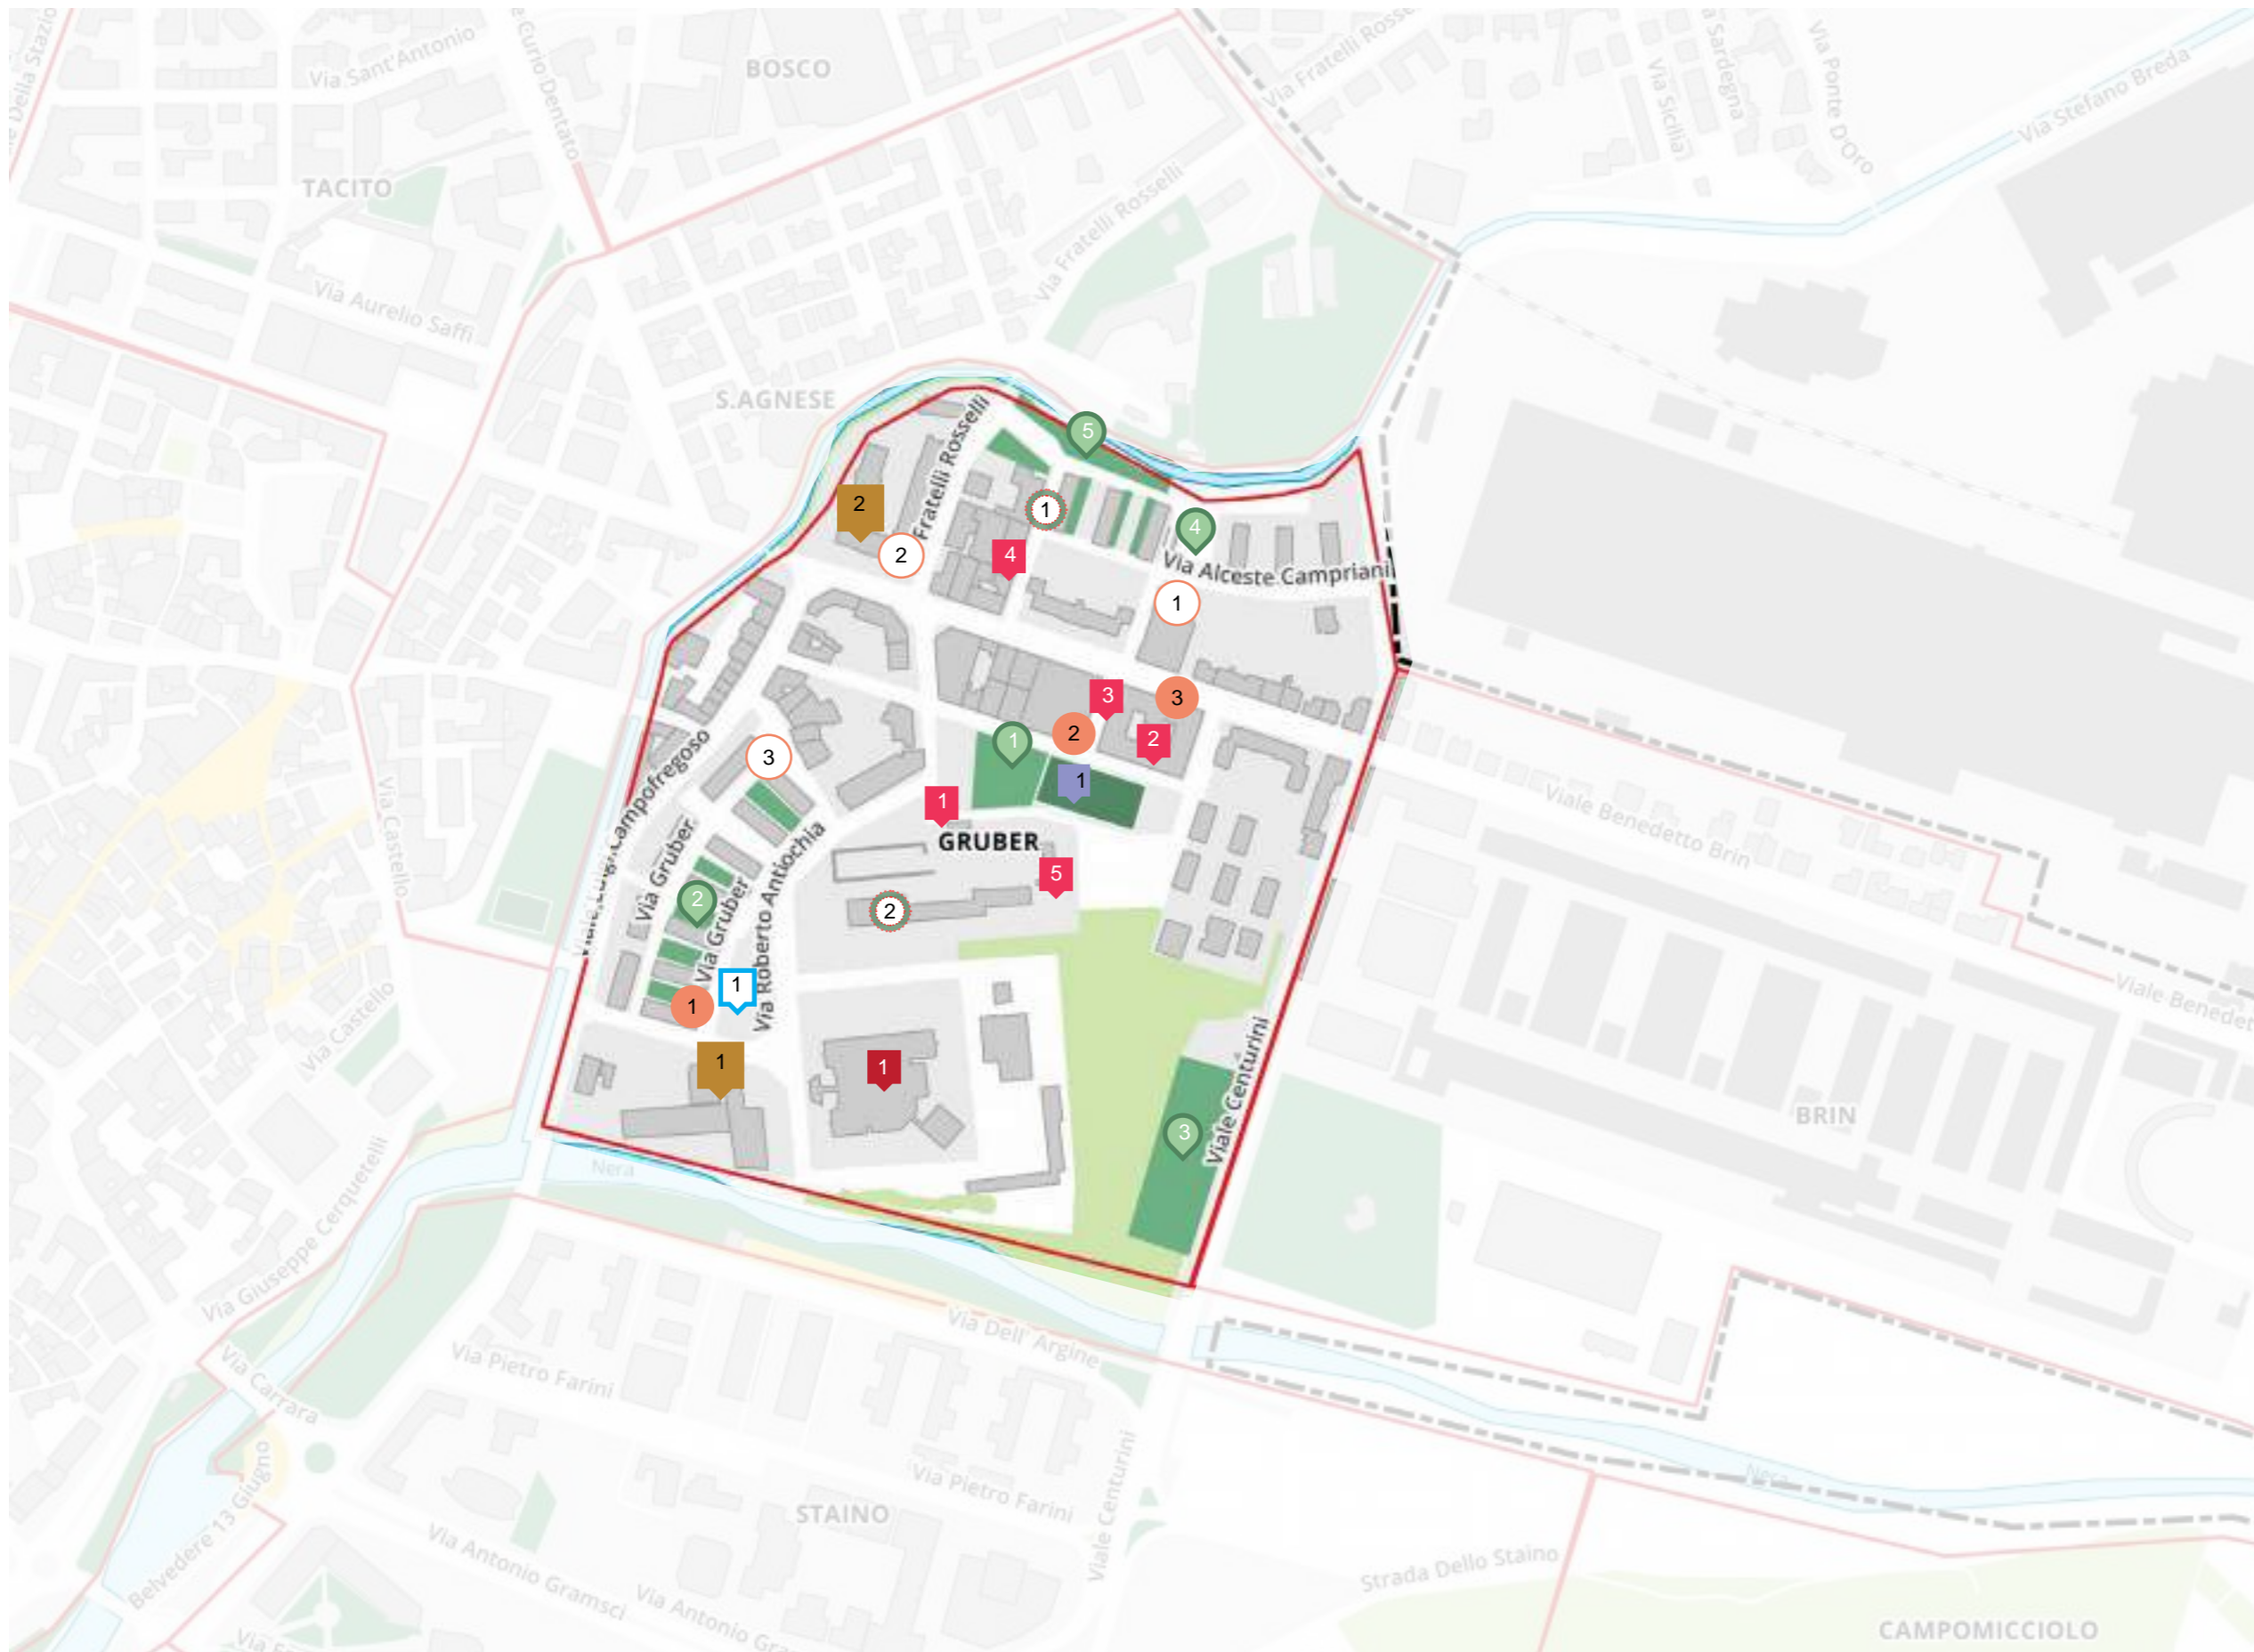 Via Sant'Antonio
e Curio Dentato
BOSCO
Via Fratelli Rosse
Via Sicilia
a Sardegna
Via Ponte D'Oro
Via Stefano Breda
e Della Stazio
TACITO
Via Fratelli Rosselli
Via Aurelio Saffi
S.AGNESE
Fratelli Rosselli
5
2
1
4
2
4
Via Alceste Campriani
1
3
3
2
2
1
3
1
1
GRUBER
5
2
2
Via Gruber
Via Gruber
Via Roberto Antiochia
Campofregoso
Via Castello
Viale Benedetto Brin
Viale Benedet
1
1
1
1
Via Castello
Viale Centurini
3
BRIN
Nera
Via Giuseppe Cerquetelli
Via Dell' Argine
Via Pietro Farini
Via Carrara
Via Pietro Farini
Viale Centurini
Nera
Belvedere 13 Giugno
STAINO
Via Antonio Gramsci
Via Antonio Gra
Strada Dello Staino
CAMPOMICCIOLO